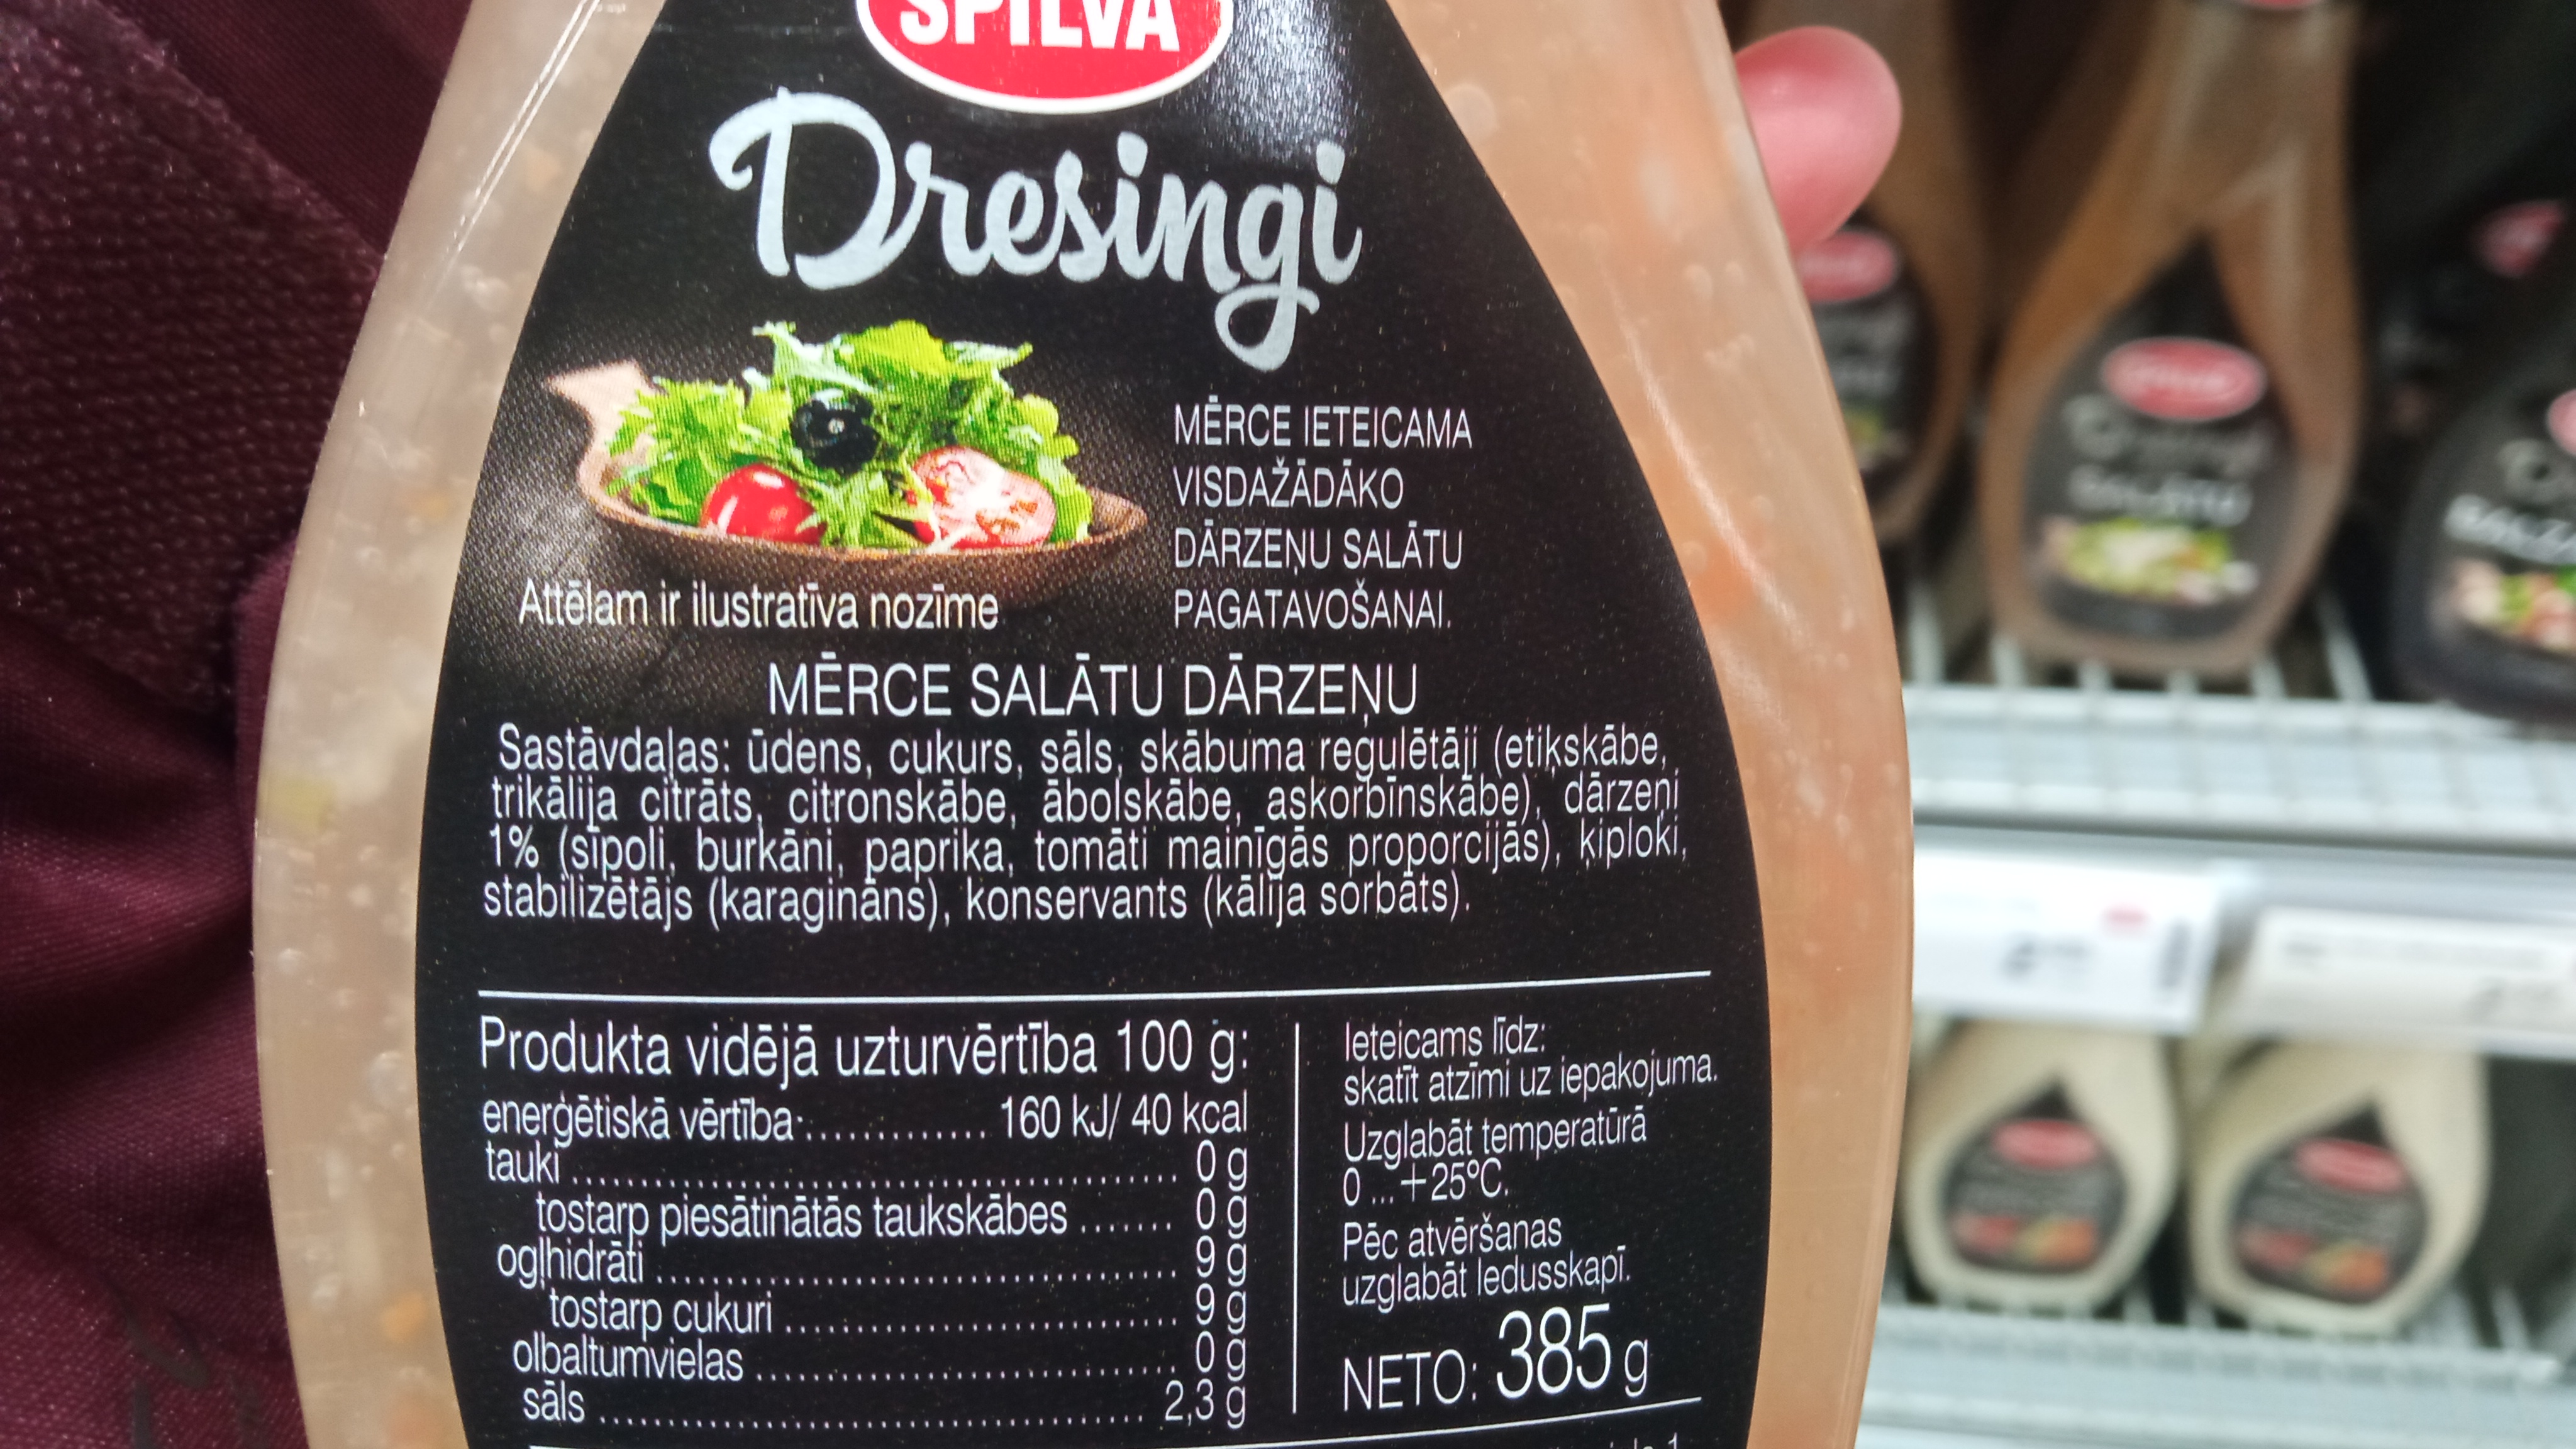 SPILVA
Dresingi
MĒRCE IETEICAMA
VISDAŽĀDĀKO
DĀRZEŅU SALĀTU
PAGATAVOŠANAI.
Attēlam ir ilustratīva nozīme
MĒRCE SALĀTU DĀRZEŅU
Sastāvdaļas: ūdens, cukurs, sāls, skābuma regulētāji (etiķskābe,
trikālija citrāts, citronskābe, ābolskābe, askorbīnskābe), dārzeņi
1% (sīpoli, burkāni, paprika, tomāti mainīgās proporcijās), ķiploki,
stabilizētājs (karagināns), konservants (kālija sorbāts).
Produkta vidējā uzturvērtība 100 g:
enerģētiskā vērtība:............. 160 kJ/ 40 kcal
tauki ........ 0 g
tostarp piesātinātās taukskābes ....... 0 g
ogļhidrāti ........ 9 g
tostarp cukuri ........ 9 g
olbaltumvielas ........ 0 g
sāls ........ 2,3 g
Ieteicams līdz:
skatīt atzīmi uz iepakojuma.
Uzglabāt temperatūrā
0 ... +25°C.
Pēc atvēršanas
uzglabāt ledusskapī.
NETO: 385 g